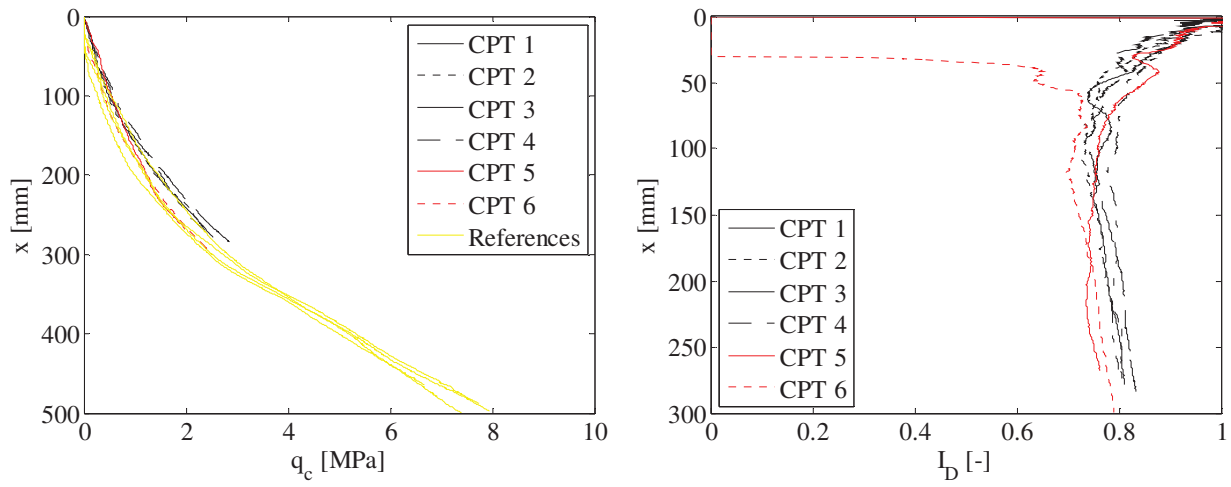 0
100
200
300
400
500
x [mm]
0
2
4
6
8
10
q_c [MPa]
CPT 1
CPT 2
CPT 3
CPT 4
CPT 5
CPT 6
References
0
50
100
150
200
250
300
x [mm]
0
0.2
0.4
0.6
0.8
1
I_D [-]
CPT 1
CPT 2
CPT 3
CPT 4
CPT 5
CPT 6